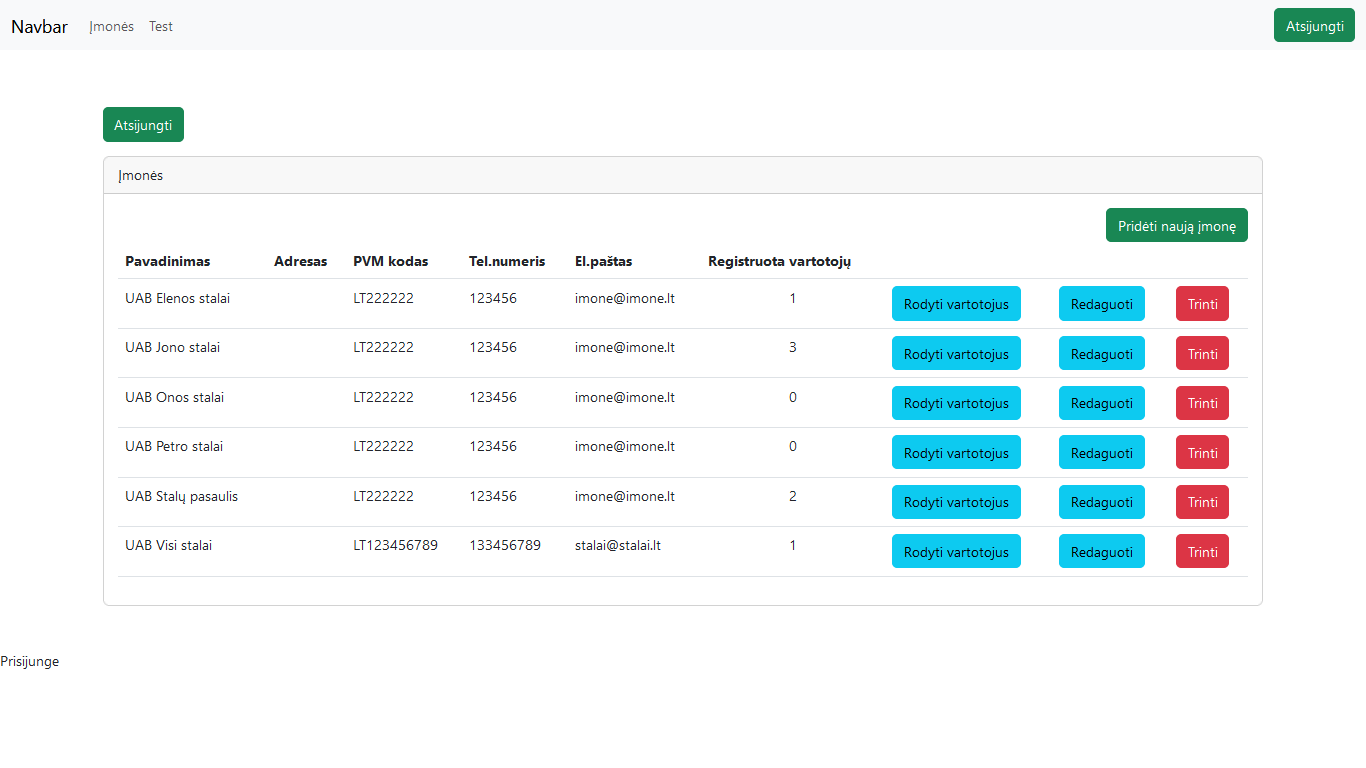 Navbar Įmonės Test Atsijungti
Atsijungti
Įmonės
Pridėti naują įmonę
Pavadinimas Adresas PVM kodas Tel.numeris El.paštas Registruota vartotojų
UAB Elenos stalai LT222222 123456 imone@imone.lt 1 Rodyti vartotojus Redaguoti Trinti
UAB Jono stalai LT222222 123456 imone@imone.lt 3 Rodyti vartotojus Redaguoti Trinti
UAB Onos stalai LT222222 123456 imone@imone.lt 0 Rodyti vartotojus Redaguoti Trinti
UAB Petro stalai LT222222 123456 imone@imone.lt 0 Rodyti vartotojus Redaguoti Trinti
UAB Stalų pasaulis LT222222 123456 imone@imone.lt 2 Rodyti vartotojus Redaguoti Trinti
UAB Visi stalai LT123456789 133456789 stalai@stalai.lt 1 Rodyti vartotojus Redaguoti Trinti
Prisijunge